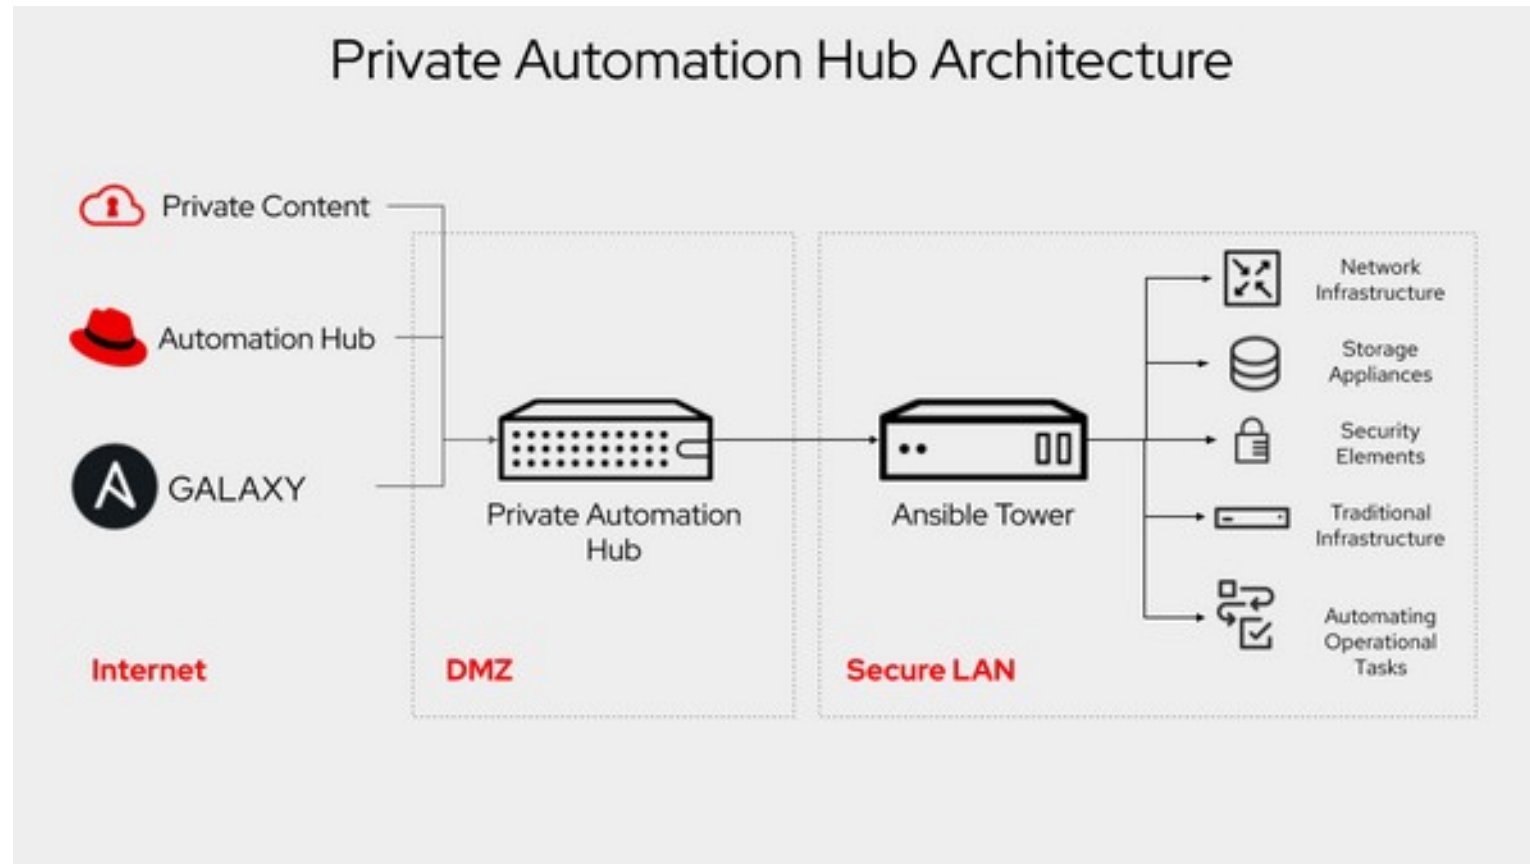 Private Automation Hub Architecture
Private Content
Automation Hub
GALAXY
Private Automation
Hub
Ansible Tower
Network
Infrastructure
Storage
Appliances
Security
Elements
Traditional
Infrastructure
Automating
Operational
Tasks
Internet
DMZ
Secure LAN